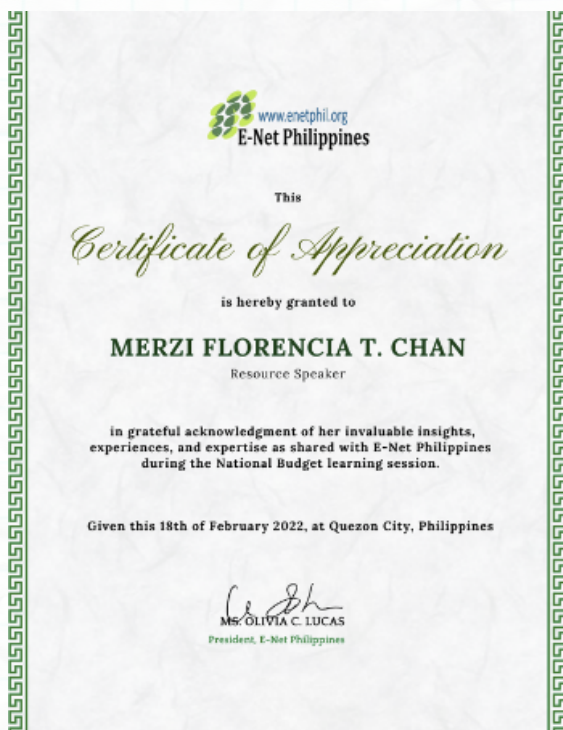 www.enetphil.org
E-Net Philippines
This
Certificate of Appreciation
is hereby granted to
MERZI FLORENCIA T. CHAN
Resource Speaker
in grateful acknowledgment of her invaluable insights,
experiences, and expertise as shared with E-Net Philippines
during the National Budget learning session.
Given this 18th of February 2022, at Quezon City, Philippines
MS. OLIVIA C. LUCAS
President, E-Net Philippines